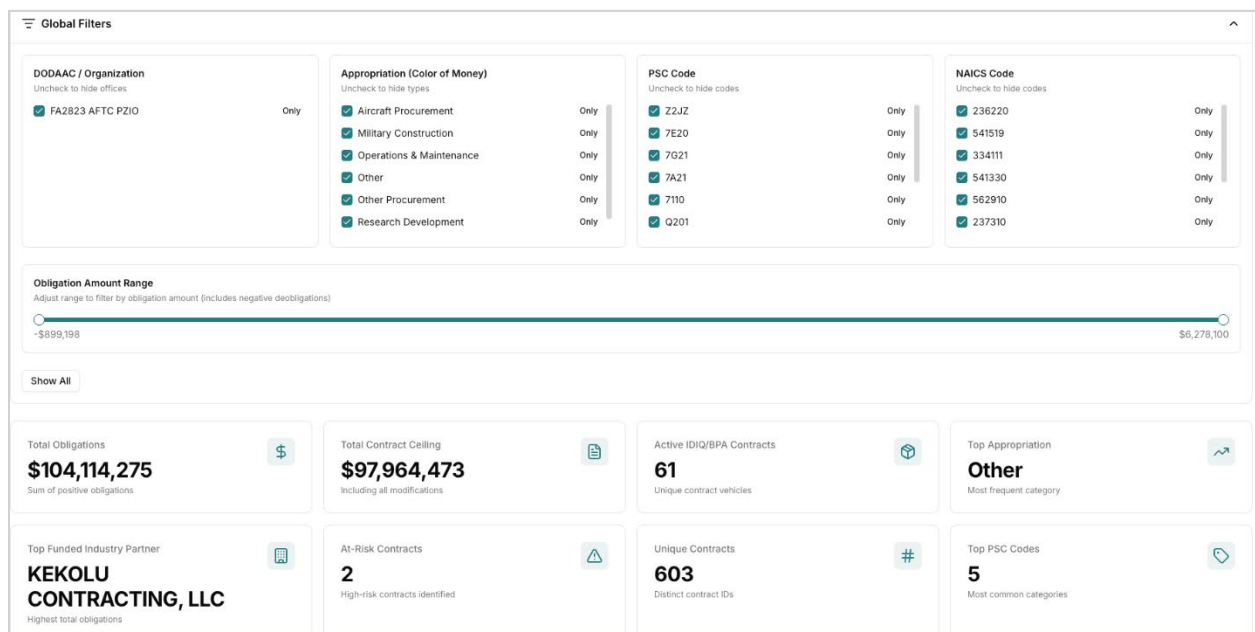 Global Filters
DODAAC / Organization
Uncheck to hide offices
FA2823 AFTC PZIO Only
Appropriation (Color of Money)
Uncheck to hide types
Aircraft Procurement Only
Military Construction Only
Operations & Maintenance Only
Other Only
Other Procurement Only
Research Development Only
PSC Code
Uncheck to hide codes
Z2JZ Only
7E20 Only
7G21 Only
7A21 Only
7110 Only
Q201 Only
NAICS Code
Uncheck to hide codes
236220 Only
541519 Only
334111 Only
541330 Only
562910 Only
237310 Only
Obligation Amount Range
Adjust range to filter by obligation amount (includes negative deobligations)
-$899,198 $6,278,100
Show All
Total Obligations
$104,114,275
Sum of positive obligations
Total Contract Ceiling
$97,964,473
Including all modifications
Active IDIQ/BPA Contracts
61
Unique contract vehicles
Top Appropriation
Other
Most frequent category
Top Funded Industry Partner
KEKOLU
CONTRACTING, LLC
Highest total obligations
At-Risk Contracts
2
High-risk contracts identified
Unique Contracts
603
Distinct contract IDs
Top PSC Codes
5
Most common categories